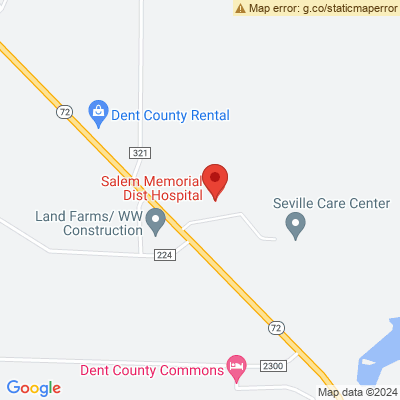 Map error: g.co/staticmaperror
72
Dent County Rental
321
Salem Memorial
Dist Hospital
Land Farms/ WW
Construction
Seville Care Center
224
72
2300
Dent County Commons
Google
Map data ©2024